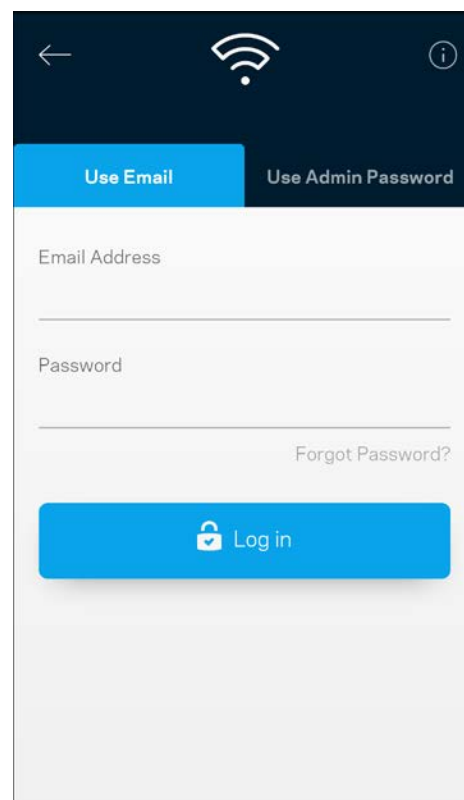 Use Email
Use Admin Password
Email Address
Password
Forgot Password?
Log in